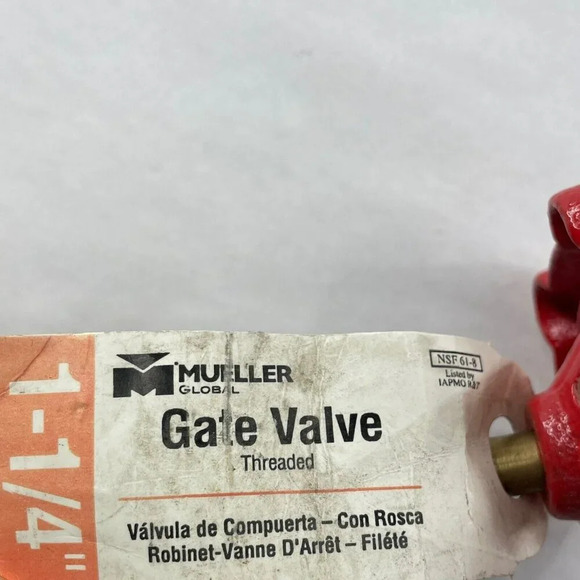 1-1/4"
MUELLER
GLOBAL
Gate Valve
Threaded
Válvula de Compuerta – Con Rosca
Robinet-Vanne D'Arrêt – Filété
NSF 61-8
Listed by
IAPMO R&T